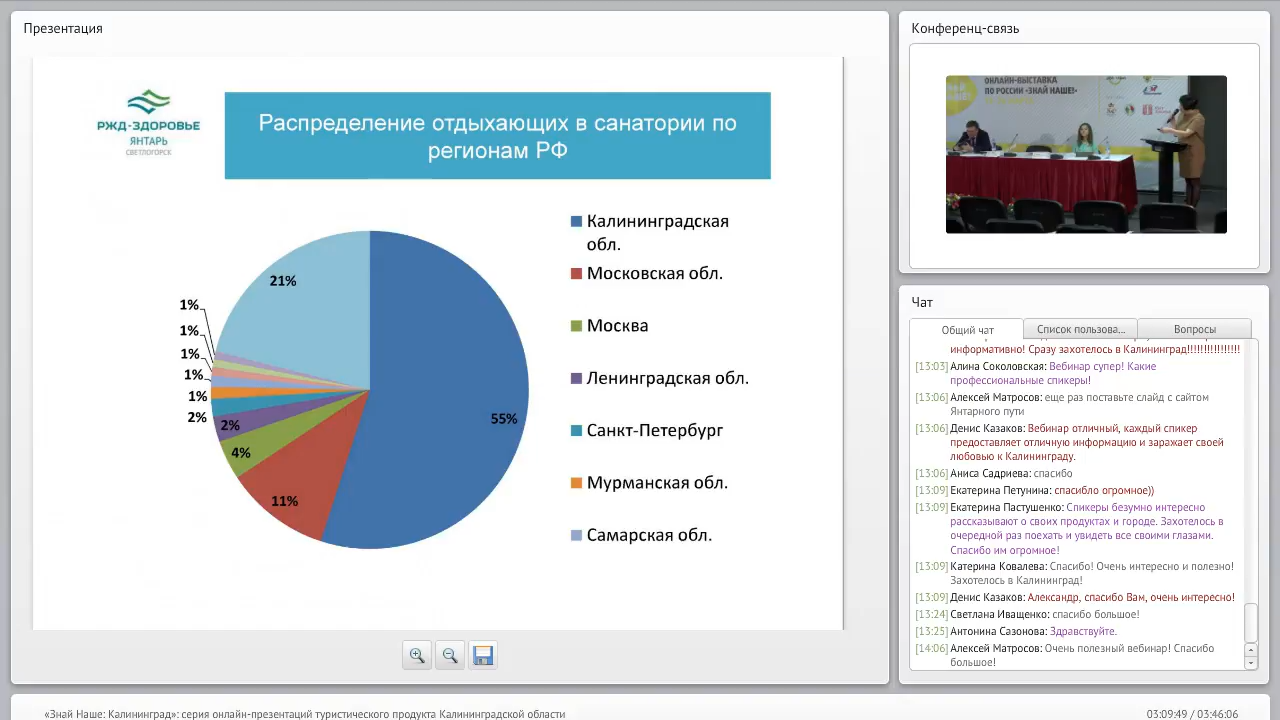 Презентация
РЖД-ЗДОРОВЬЕ
ЯНТАРЬ
СВЕТЛОГОРСК
Распределение отдыхающих в санатории по
регионам РФ
21%
1%
1%
1%
1%
1%
2%
2%
4%
11%
55%
Калининградская
обл.
Московская обл.
Москва
Ленинградская обл.
Санкт-Петербург
Мурманская обл.
Самарская обл.
Конференц-связь
ОНЛАЙН-ВЫСТАВКА
ПО РОССИИ «ЗНАЙ НАШЕ!»
Чат
Общий чат
Список пользова...
Вопросы
информативно! Сразу захотелось в Калининград!!!!!!!!!!!!!!!!
[13:03] Алина Соколовская: Вебинар супер! Какие
профессиональные спикеры!
[13:06] Алексей Матросов: еще раз поставьте слайд с сайтом
Янтарного пути
[13:06] Денис Казаков: Вебинар отличный, каждый спикер
предоставляет отличную информацию и заражает своей
любовью к Калининграду.
[13:06] Аниса Садриева: спасибо
[13:09] Екатерина Петунина: спасибло огромное))
[13:09] Екатерина Пастушенко: Спикеры безумно интересно
рассказывают о своих продуктах и городе. Захотелось в
очередной раз поехать и увидеть все своими глазами.
Спасибо им огромное!
[13:09] Катерина Ковалева: Спасибо! Очень интересно и полезно!
Захотелось в Калининград!
[13:09] Денис Казаков: Александр, спасибо Вам, очень интересно!
[13:24] Светлана Иващенко: спасибо большое!
[13:25] Антонина Сазонова: Здравствуйте.
[14:06] Алексей Матросов: Очень полезный вебинар! Спасибо
большое!
«Знай Наше: Калининград»: серия онлайн-презентаций туристического продукта Калининградской области
03:09:49 / 03:46:06